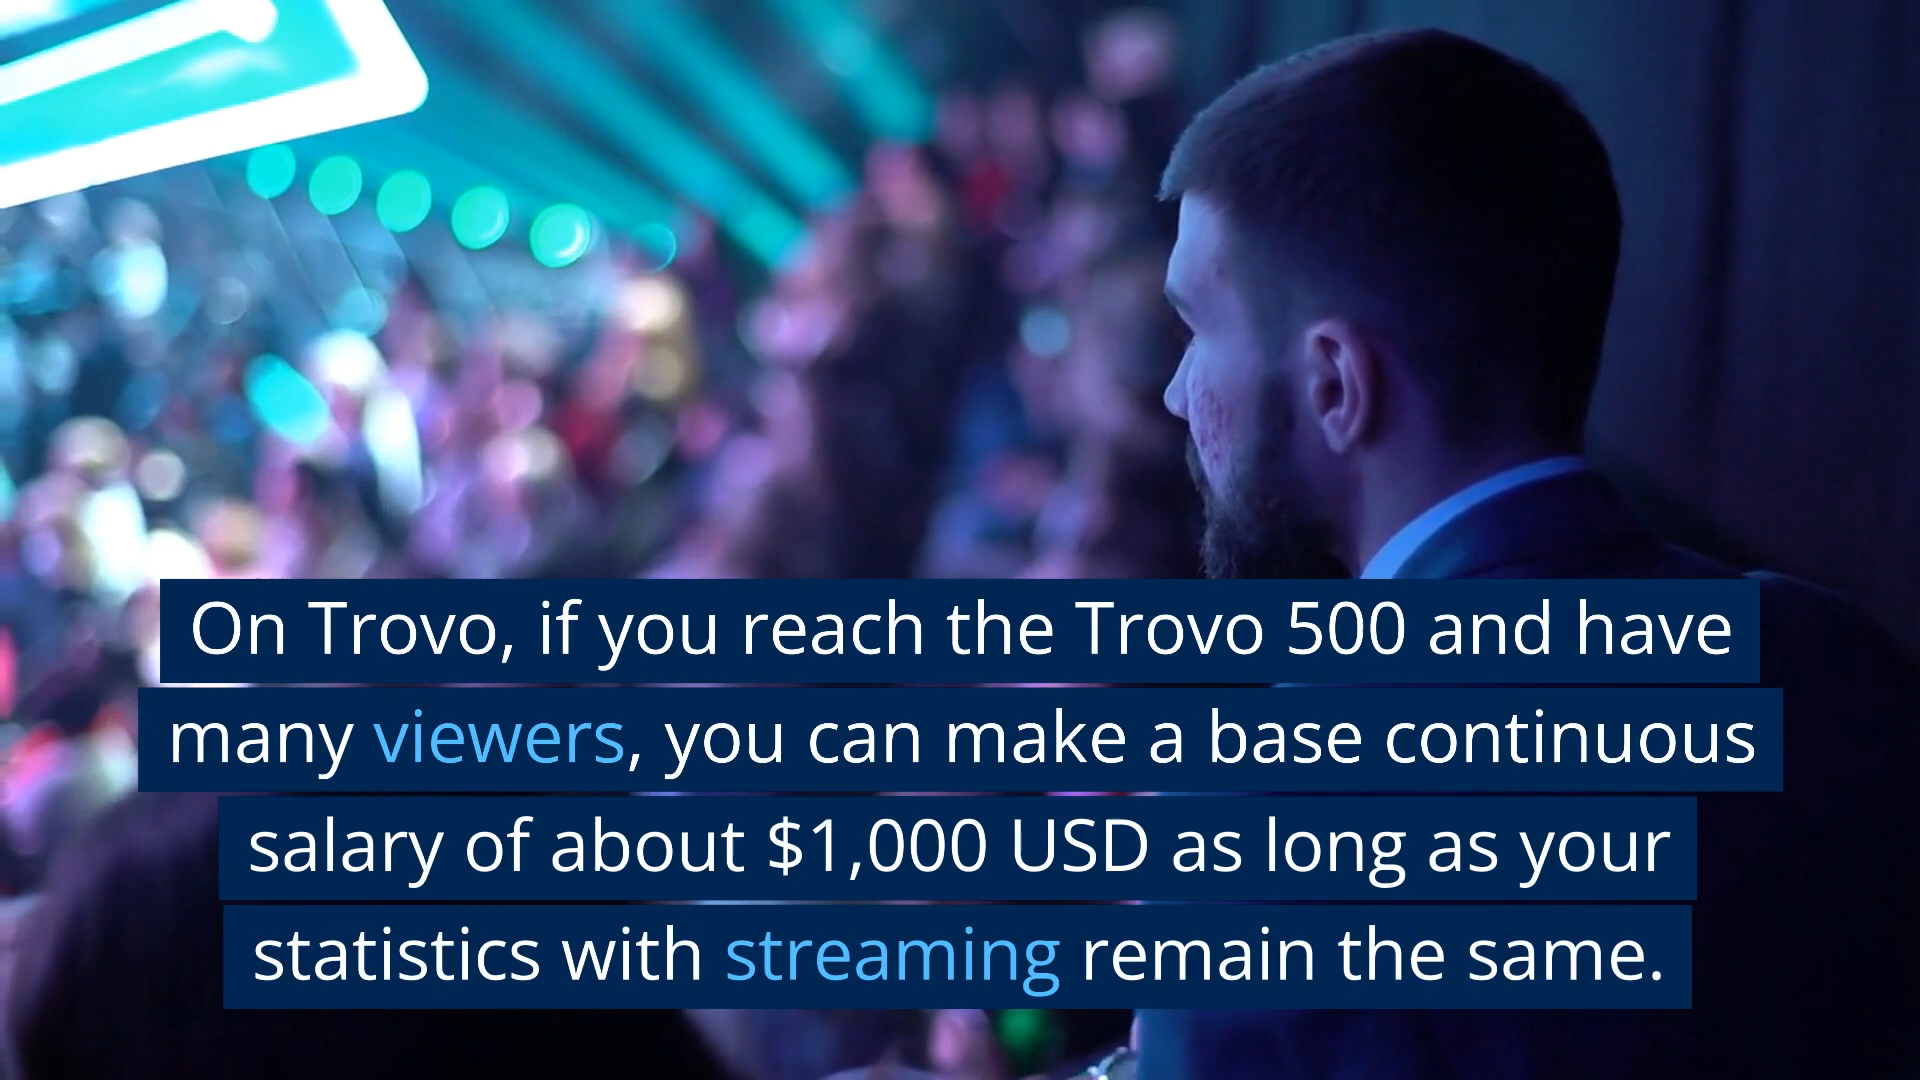 On Trovo, if you reach the Trovo 500 and have
many viewers, you can make a base continuous
salary of about $1,000 USD as long as your
statistics with streaming remain the same.